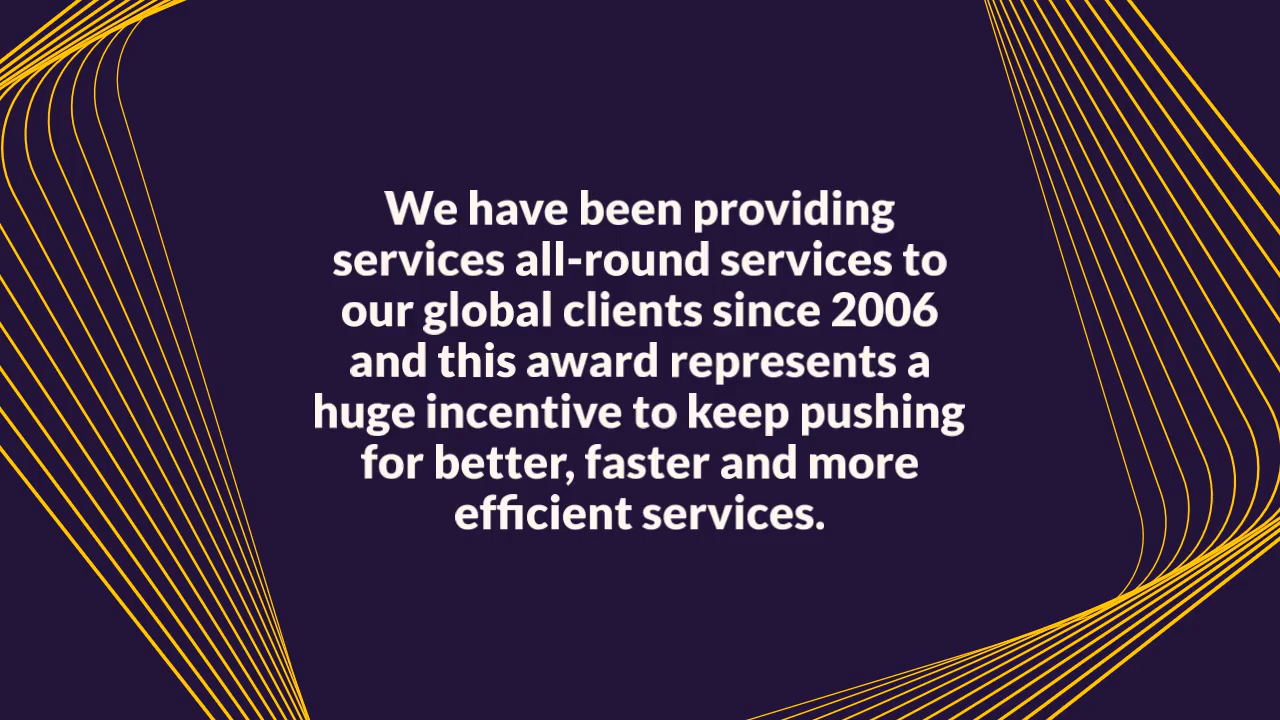 We have been providing
services all-round services to
our global clients since 2006
and this award represents a
huge incentive to keep pushing
for better, faster and more
efficient services.